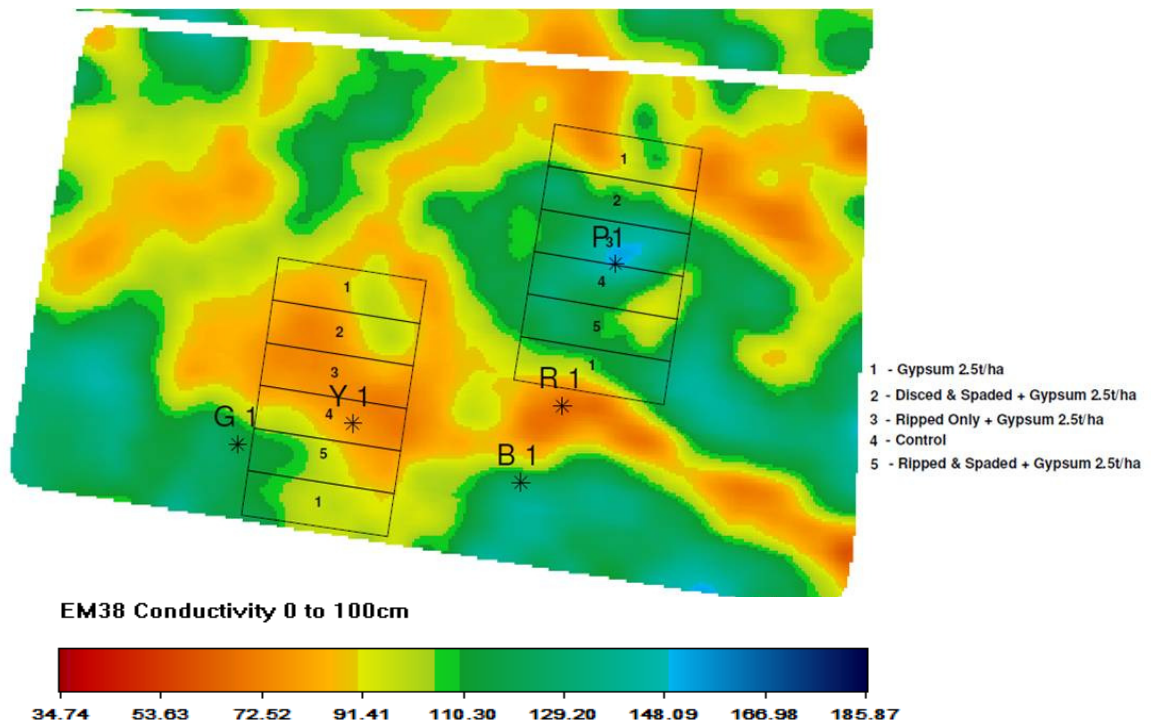 1
2
P31
4
5
1
1
2
3
Y 1
4
5
1
G 1
R 1
B 1
1 - Gypsum 2.5t/ha
2 - Disced & Spaded + Gypsum 2.5t/ha
3 - Ripped Only + Gypsum 2.5t/ha
4 - Control
5 - Ripped & Spaded + Gypsum 2.5t/ha
EM38 Conductivity 0 to 100cm
34.74 53.63 72.52 91.41 110.30 129.20 148.09 166.98 185.87